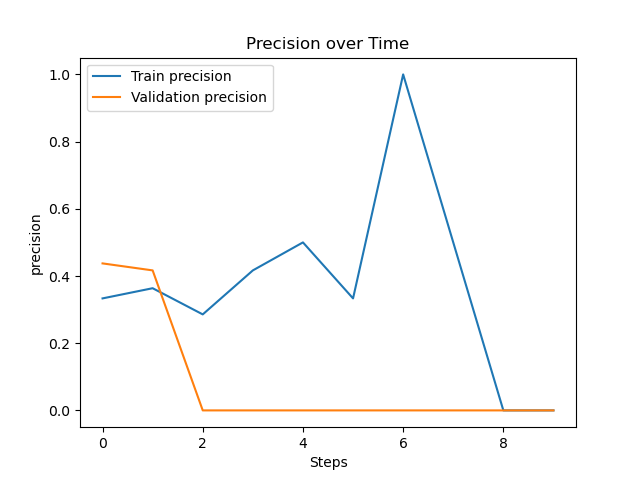 Precision over Time
Train precision
Validation precision
1.0
0.8
0.6
0.4
0.2
0.0
precision
0 2 4 6 8
Steps